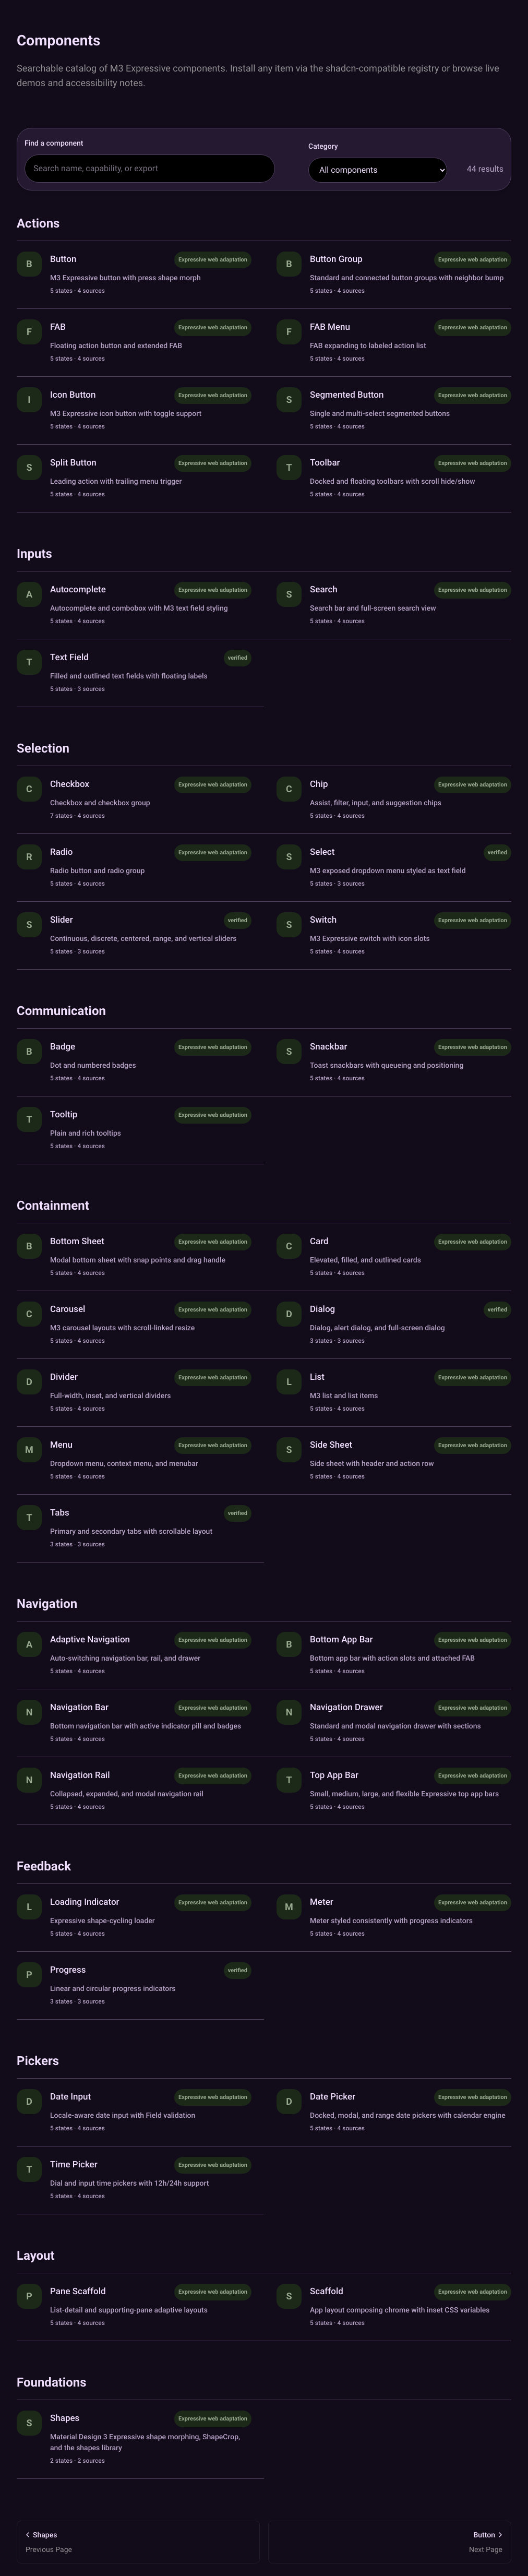 Components
Searchable catalog of M3 Expressive components. Install any item via the shadcn-compatible registry or browse live
demos and accessibility notes.
Find a component
Search name, capability, or export
Category
All components
44 results
Actions
B
Button
Expressive web adaptation
M3 Expressive button with press shape morph
5 states · 4 sources
B
Button Group
Expressive web adaptation
Standard and connected button groups with neighbor bump
5 states · 4 sources
F
FAB
Expressive web adaptation
Floating action button and extended FAB
5 states · 4 sources
F
FAB Menu
Expressive web adaptation
FAB expanding to labeled action list
5 states · 4 sources
I
Icon Button
Expressive web adaptation
M3 Expressive icon button with toggle support
5 states · 4 sources
S
Segmented Button
Expressive web adaptation
Single and multi-select segmented buttons
5 states · 4 sources
S
Split Button
Expressive web adaptation
Leading action with trailing menu trigger
5 states · 4 sources
T
Toolbar
Expressive web adaptation
Docked and floating toolbars with scroll hide/show
5 states · 4 sources
Inputs
A
Autocomplete
Expressive web adaptation
Autocomplete and combobox with M3 text field styling
5 states · 4 sources
S
Search
Expressive web adaptation
Search bar and full-screen search view
5 states · 4 sources
T
Text Field
verified
Filled and outlined text fields with floating labels
5 states · 3 sources
Selection
C
Checkbox
Expressive web adaptation
Checkbox and checkbox group
7 states · 4 sources
C
Chip
Expressive web adaptation
Assist, filter, input, and suggestion chips
5 states · 4 sources
R
Radio
Expressive web adaptation
Radio button and radio group
5 states · 4 sources
S
Select
verified
M3 exposed dropdown menu styled as text field
5 states · 3 sources
S
Slider
verified
Continuous, discrete, centered, range, and vertical sliders
5 states · 3 sources
S
Switch
Expressive web adaptation
M3 Expressive switch with icon slots
5 states · 4 sources
Communication
B
Badge
Expressive web adaptation
Dot and numbered badges
5 states · 4 sources
S
Snackbar
Expressive web adaptation
Toast snackbars with queueing and positioning
5 states · 4 sources
T
Tooltip
Expressive web adaptation
Plain and rich tooltips
5 states · 4 sources
Containment
B
Bottom Sheet
Expressive web adaptation
Modal bottom sheet with snap points and drag handle
5 states · 4 sources
C
Card
Expressive web adaptation
Elevated, filled, and outlined cards
5 states · 4 sources
C
Carousel
Expressive web adaptation
M3 carousel layouts with scroll-linked resize
5 states · 4 sources
D
Dialog
verified
Dialog, alert dialog, and full-screen dialog
3 states · 3 sources
D
Divider
Expressive web adaptation
Full-width, inset, and vertical dividers
5 states · 4 sources
L
List
Expressive web adaptation
M3 list and list items
5 states · 4 sources
M
Menu
Expressive web adaptation
Dropdown menu, context menu, and menubar
5 states · 4 sources
S
Side Sheet
Expressive web adaptation
Side sheet with header and action row
5 states · 4 sources
T
Tabs
verified
Primary and secondary tabs with scrollable layout
3 states · 3 sources
Navigation
A
Adaptive Navigation
Expressive web adaptation
Auto-switching navigation bar, rail, and drawer
5 states · 4 sources
B
Bottom App Bar
Expressive web adaptation
Bottom app bar with action slots and attached FAB
5 states · 4 sources
N
Navigation Bar
Expressive web adaptation
Bottom navigation bar with active indicator pill and badges
5 states · 4 sources
N
Navigation Drawer
Expressive web adaptation
Standard and modal navigation drawer with sections
5 states · 4 sources
N
Navigation Rail
Expressive web adaptation
Collapsed, expanded, and modal navigation rail
5 states · 4 sources
T
Top App Bar
Expressive web adaptation
Small, medium, large, and flexible Expressive top app bars
5 states · 4 sources
Feedback
L
Loading Indicator
Expressive web adaptation
Expressive shape-cycling loader
5 states · 4 sources
M
Meter
Expressive web adaptation
Meter styled consistently with progress indicators
5 states · 4 sources
P
Progress
verified
Linear and circular progress indicators
3 states · 3 sources
Pickers
D
Date Input
Expressive web adaptation
Locale-aware date input with Field validation
5 states · 4 sources
D
Date Picker
Expressive web adaptation
Docked, modal, and range date pickers with calendar engine
5 states · 4 sources
T
Time Picker
Expressive web adaptation
Dial and input time pickers with 12h/24h support
5 states · 4 sources
Layout
P
Pane Scaffold
Expressive web adaptation
List-detail and supporting-pane adaptive layouts
5 states · 4 sources
S
Scaffold
Expressive web adaptation
App layout composing chrome with inset CSS variables
5 states · 4 sources
Foundations
S
Shapes
Expressive web adaptation
Material Design 3 Expressive shape morphing, ShapeCrop,
and the shapes library
2 states · 2 sources
Shapes
Previous Page
Button
Next Page